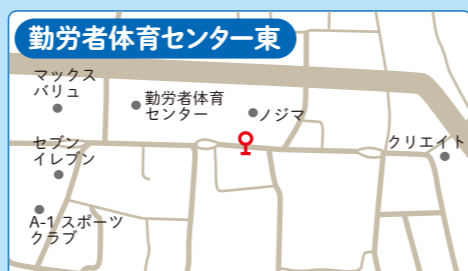 勤労者体育センター東
マックス
バリュ
勤労者体育
センター
ノジマ
セブン
イレブン
クリエイト
A-1 スポーツ
クラブ